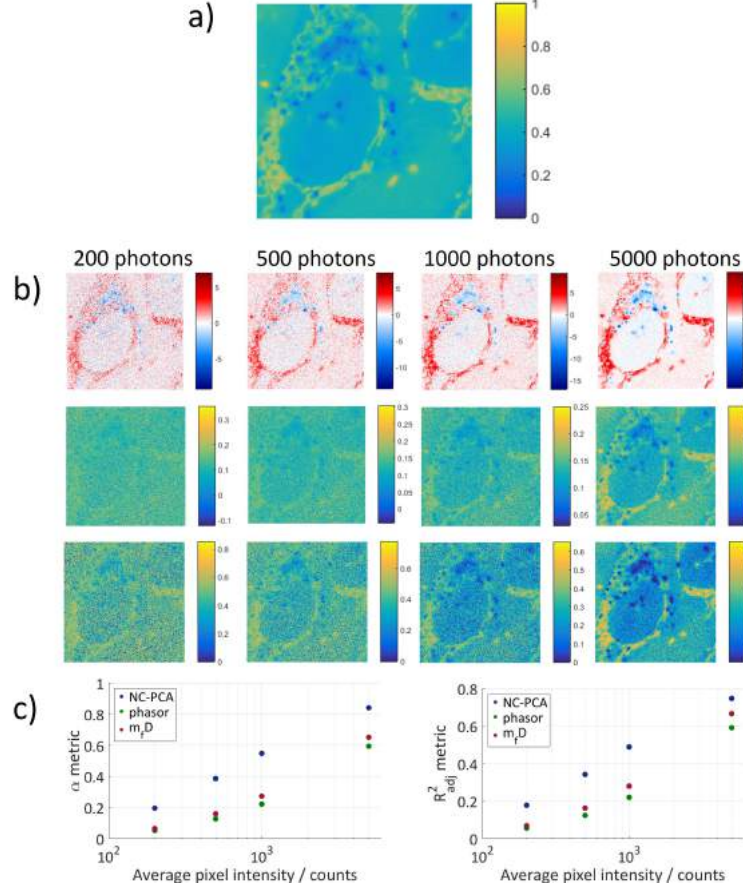 a)
1
0.8
0.6
0.4
0.2
0
200 photons 500 photons 1000 photons 5000 photons
b)
5 0 -5
5 0 -5 -10
5 0 -5 -10 -15
0.3 0.2 0.1 0 -0.1
0.3 0.25 0.2 0.15 0.1 0.05 0
0.25 0.2 0.15 0.1 0.05 0
0.8 0.6 0.4 0.2 0
0.6 0.4 0.2 0
0.6 0.5 0.4 0.3 0.2 0.1 0
c)
1
0.8
0.6
0.4
0.2
0
α metric
NC-PCA
phasor
m_fD
10^2 10^3
Average pixel intensity / counts
0.8
0.6
0.4
0.2
0
R^2_adj metric
NC-PCA
phasor
m_fD
10^2 10^3
Average pixel intensity / counts